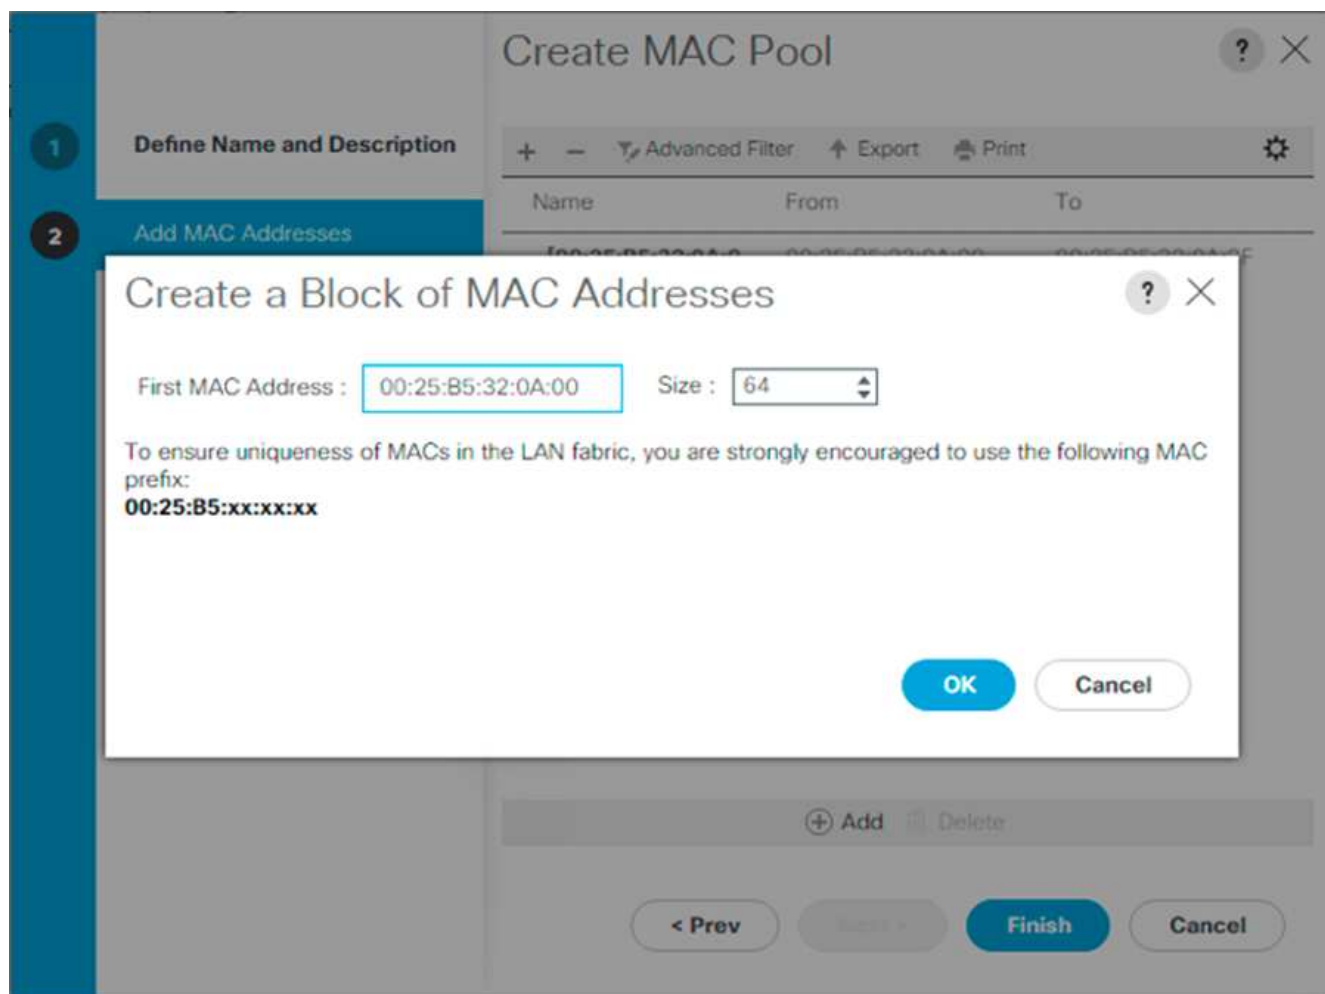 Create MAC Pool
?
1
Define Name and Description
+ − Advanced Filter Export Print
Name From To
2
Add MAC Addresses
Create a Block of MAC Addresses
?
First MAC Address : 00:25:B5:32:0A:00 Size : 64
To ensure uniqueness of MACs in the LAN fabric, you are strongly encouraged to use the following MAC
prefix:
00:25:B5:xx:xx:xx
OK Cancel
Add Delete
< Prev Finish Cancel